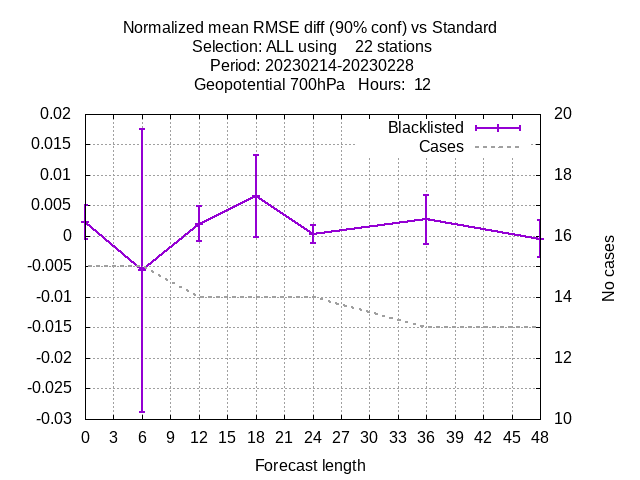 Normalized mean RMSE diff (90% conf) vs Standard
Selection: ALL using 22 stations
Period: 20230214-20230228
Geopotential 700hPa Hours: 12
0.02 20
Blacklisted
0.015
Cases
0.01 18
0.005
0 16
-0.005
No cases
-0.01 14
-0.015
-0.02 12
-0.025
-0.03 10
0 3 6 9 12 15 18 21 24 27 30 33 36 39 42 45 48
Forecast length